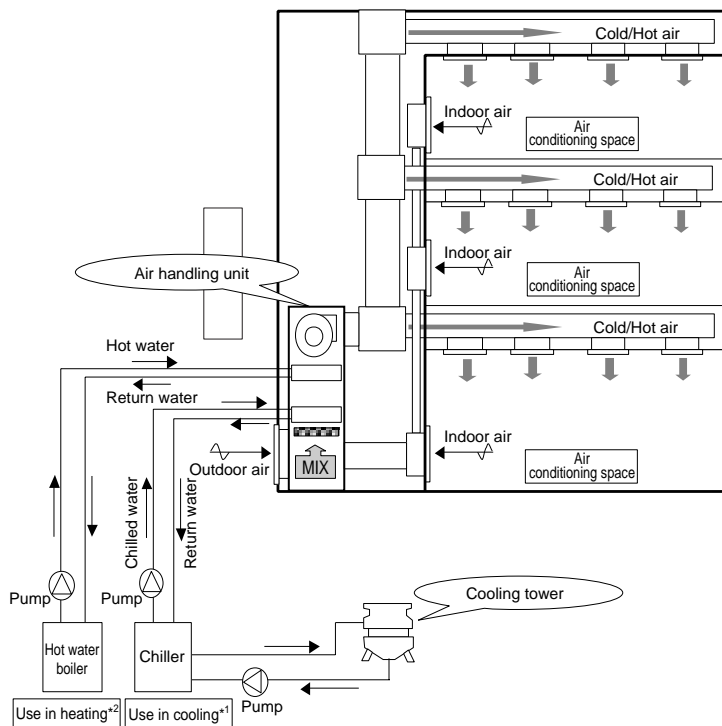 Cold/Hot air
Indoor air
Air
conditioning space
Cold/Hot air
Indoor air
Air
conditioning space
Air handling unit
Cold/Hot air
Hot water
Return water
Indoor air
Outdoor air
MIX
Air
conditioning space
Chilled water
Return water
Pump
Pump
Cooling tower
Hot water
boiler
Chiller
Pump
Use in heating*2
Use in cooling*1